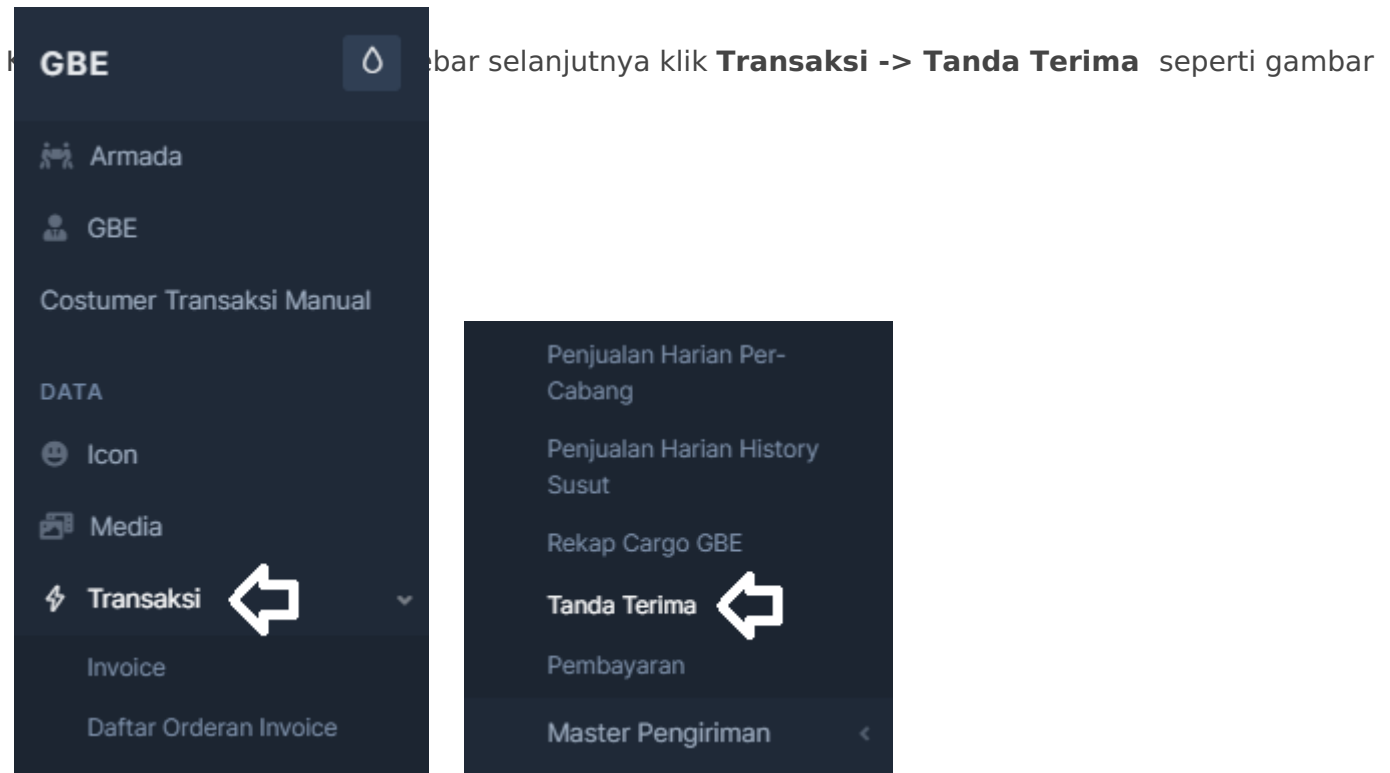 GBE
bar selanjutnya klik Transaksi -> Tanda Terima seperti gambar
Armada
GBE
Costumer Transaksi Manual
DATA
Icon
Media
Transaksi
Invoice
Daftar Orderan Invoice
Penjualan Harian Per-
Cabang
Penjualan Harian History
Susut
Rekap Cargo GBE
Tanda Terima
Pembayaran
Master Pengiriman